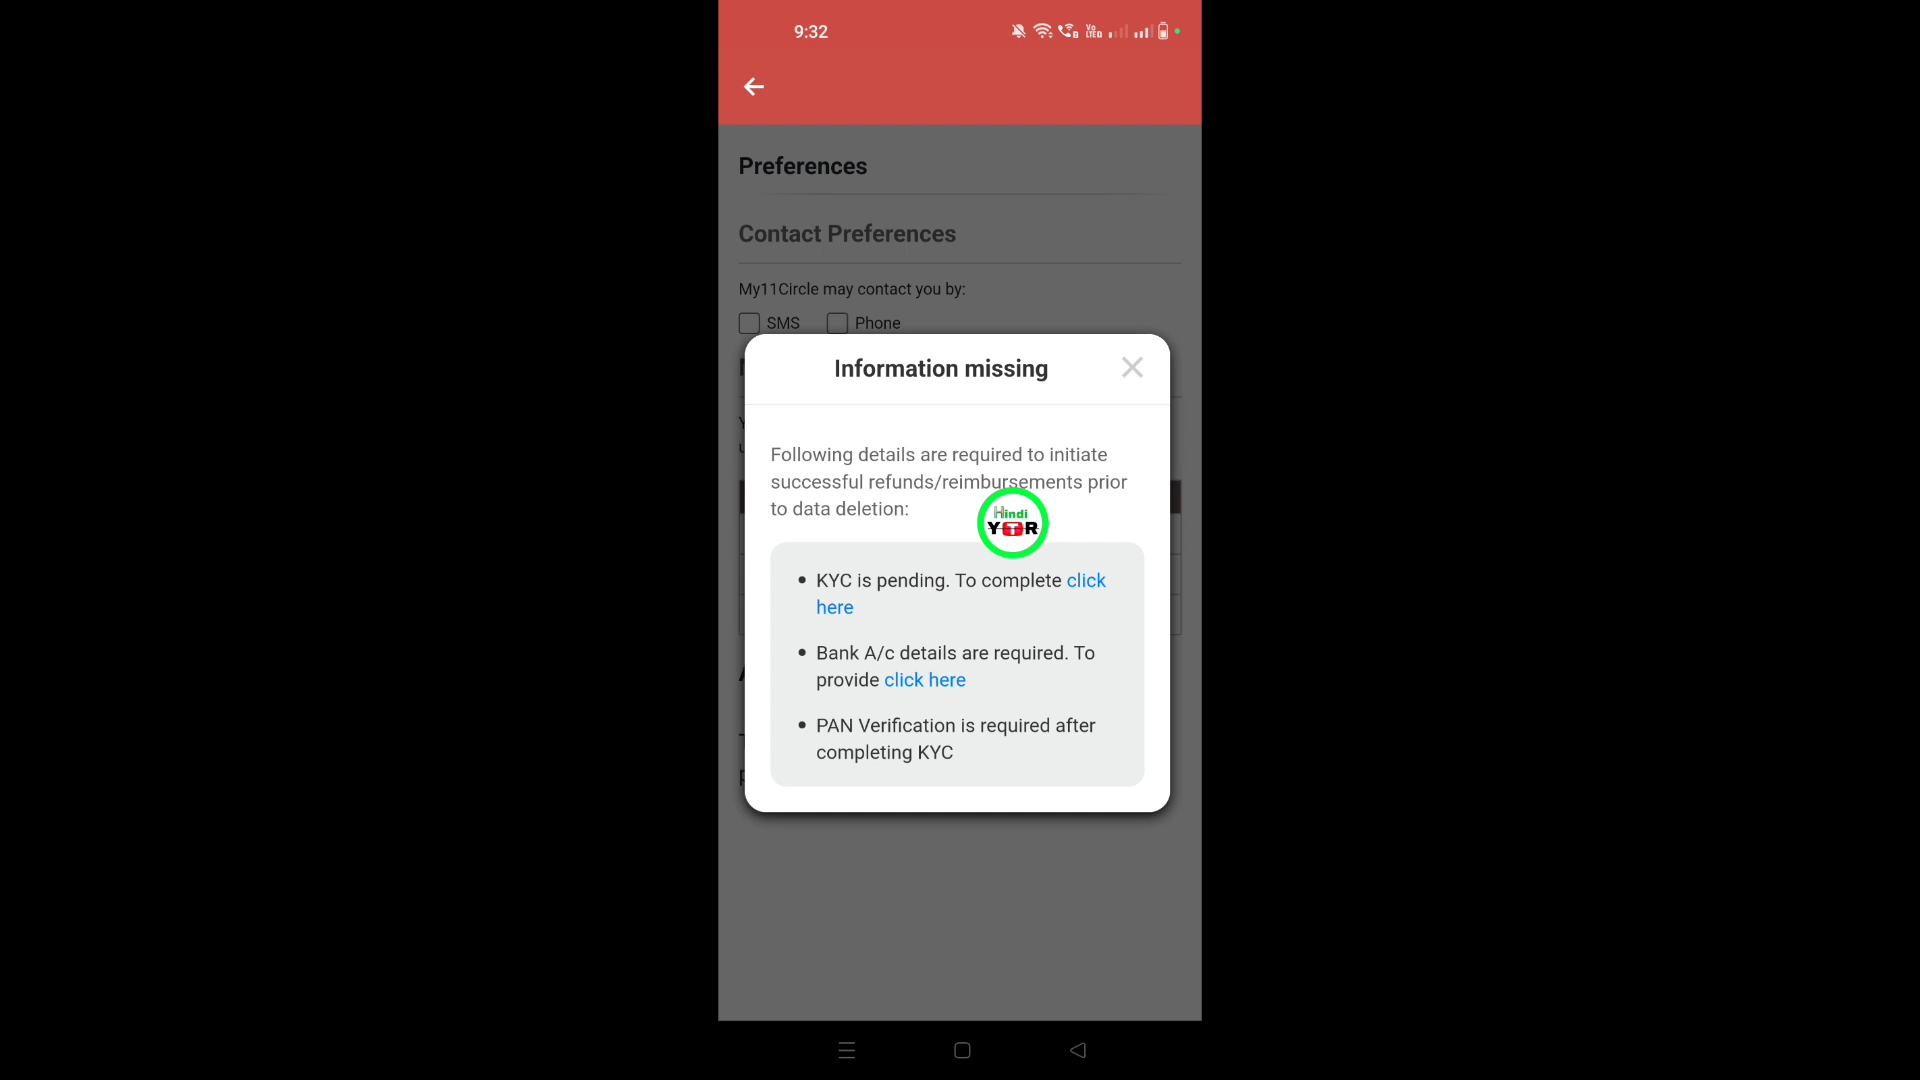 9:32
Preferences
Contact Preferences
My11Circle may contact you by:
SMS Phone
Information missing
Following details are required to initiate
successful refunds/reimbursements prior
to data deletion:
Hindi
YTR
• KYC is pending. To complete click
here
• Bank A/c details are required. To
provide click here
• PAN Verification is required after
completing KYC